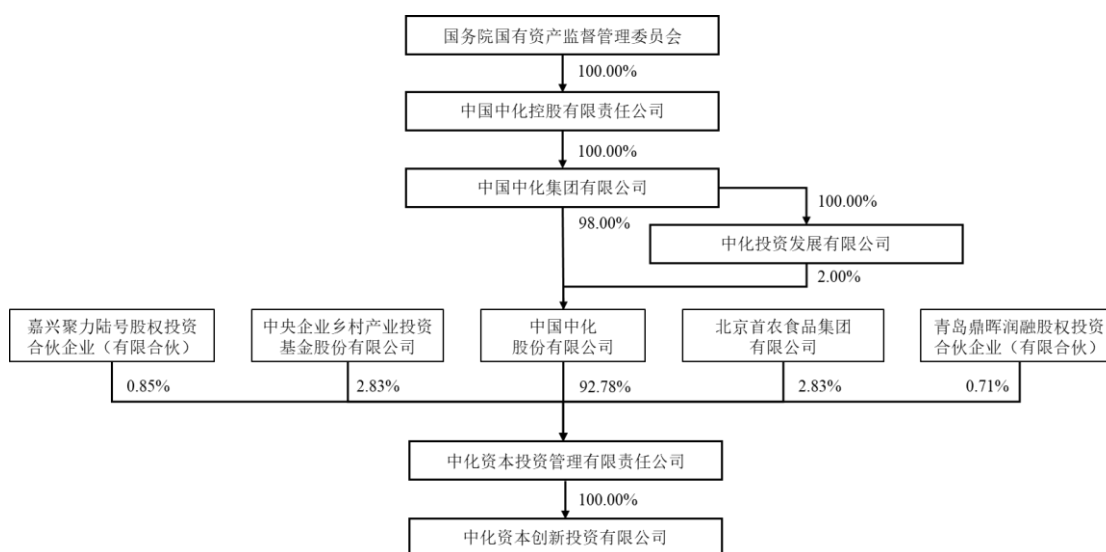 国务院国有资产监督管理委员会
100.00%
中国中化控股有限责任公司
100.00%
中国中化集团有限公司
100.00%
98.00%
中化投资发展有限公司
2.00%
嘉兴聚力陆号股权投资
合伙企业（有限合伙）
中央企业乡村产业投资
基金股份有限公司
中国中化
股份有限公司
北京首农食品集团
有限公司
青岛鼎晖润融股权投资
合伙企业（有限合伙）
0.85%
2.83%
92.78%
2.83%
0.71%
中化资本投资管理有限责任公司
100.00%
中化资本创新投资有限公司